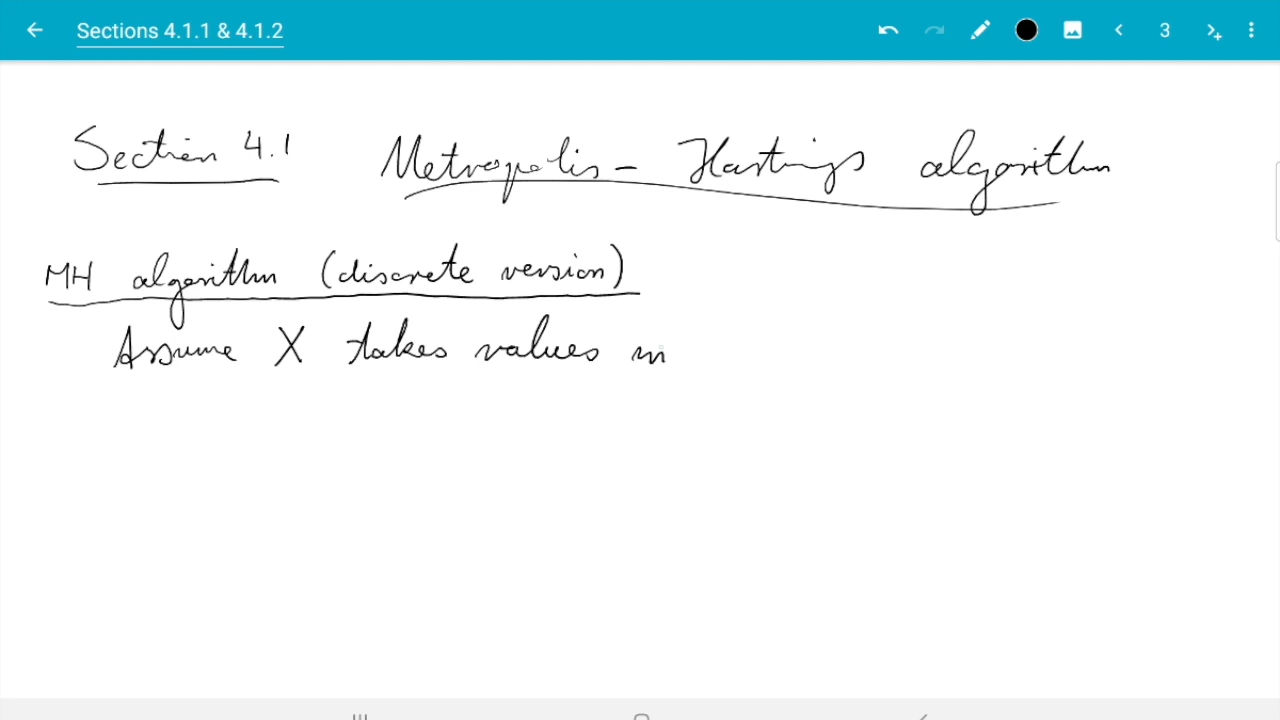 Sections 4.1.1 & 4.1.2
3
Section 4.1 Metropolis - Hastings algorithm
MH algorithm (discrete version)
Assume X takes values in